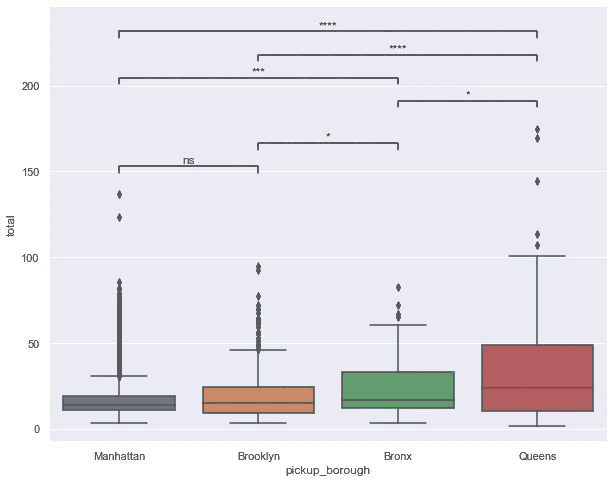 ****
****
***
*
*
ns
200
150
100
50
0
total
Manhattan Brooklyn Bronx Queens
pickup_borough